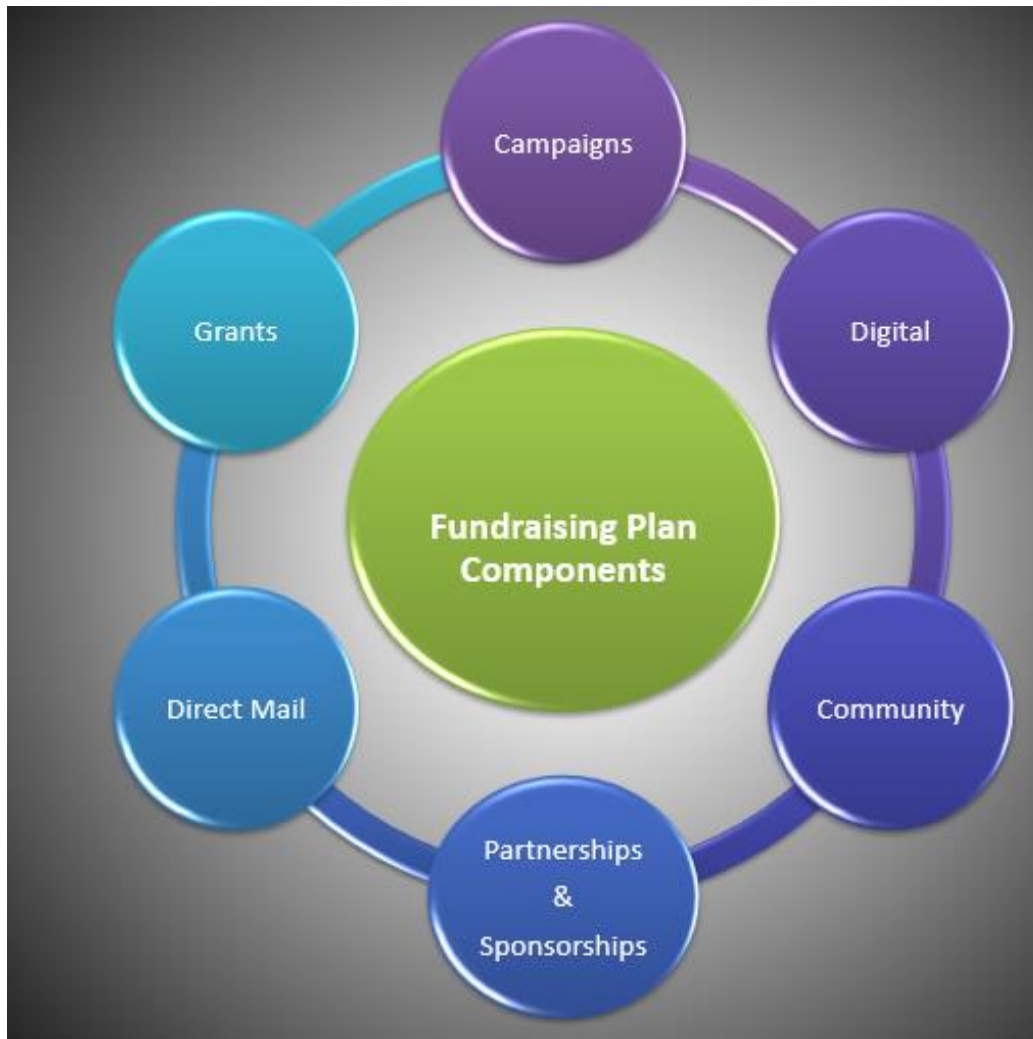 Campaigns
Digital
Community
Partnerships
&
Sponsorships
Direct Mail
Grants
Fundraising Plan
Components